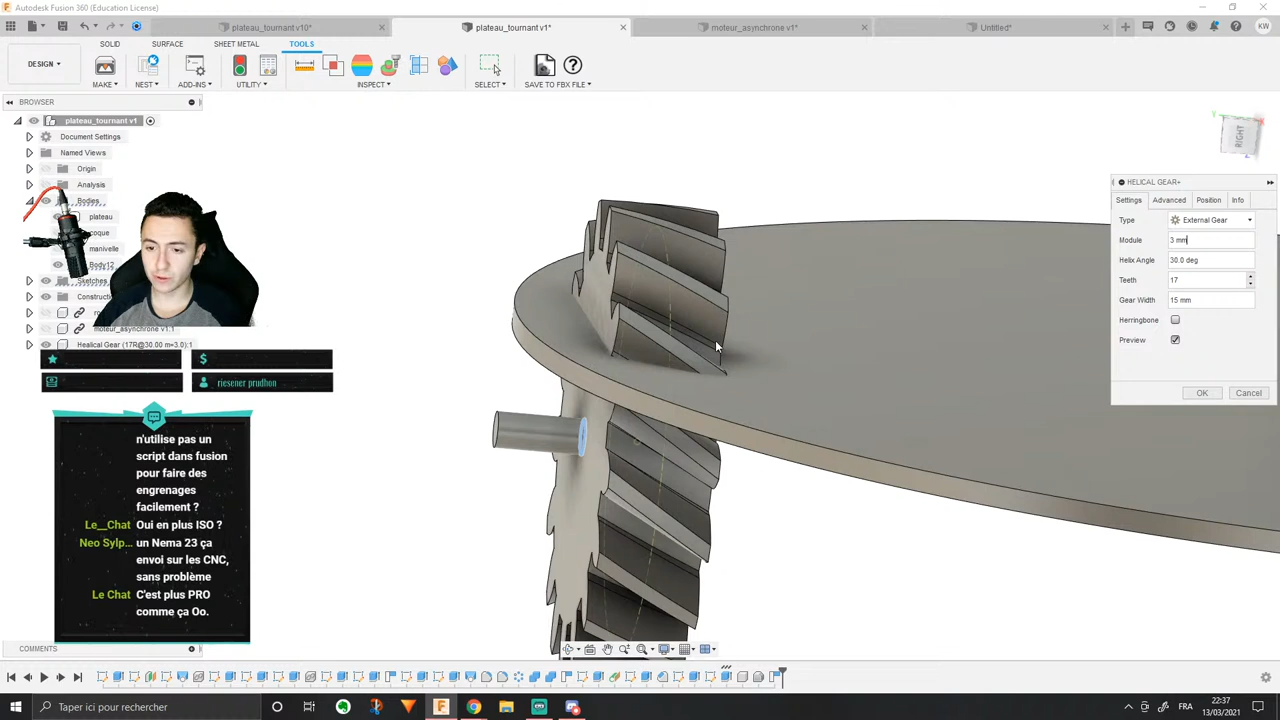 Autodesk Fusion 360 (Education License)
plateau_tournant v10*
plateau_tournant v1*
moteur_asynchrone v1*
Untitled*
KW
SOLID
SURFACE
SHEET METAL
TOOLS
DESIGN
MAKE
NEST
ADD-INS
UTILITY
INSPECT
SELECT
SAVE TO FBX FILE
BROWSER
plateau_tournant v1
Document Settings
Named Views
Origin
Analysis
Bodies
plateau
coque
manivelle
Body12
Sketches
moteur_asynchrone v1:1
Healical Gear (17R@30.00 m=3.0):1
RIGHT
HELICAL GEAR+
Settings
Advanced
Position
Info
Type
External Gear
Module
3 mm
Helix Angle
30.0 deg
Teeth
17
Gear Width
15 mm
Herringbone
Preview
OK
Cancel
riesener prudhon
n'utilise pas un
script dans fusion
pour faire des
engrenages
facilement ?
Le__Chat Oui en plus ISO ?
Neo Sylp... un Nema 23 ça
envoi sur les CNC,
sans problème
Le Chat C'est plus PRO
comme ça Oo.
COMMENTS
Taper ici pour rechercher
FRA
22:37
13/03/2021